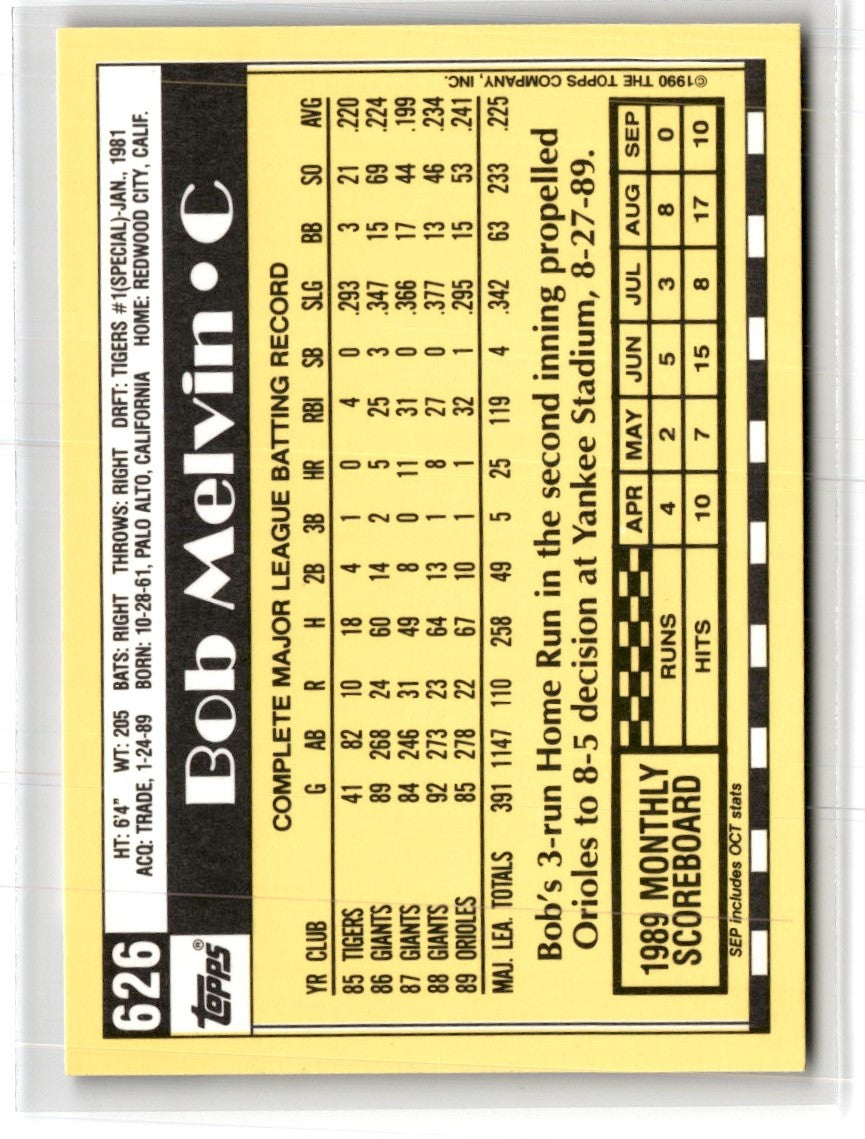 626
HT: 6'4" WT: 205 BATS: RIGHT THROWS: RIGHT DRFT: TIGERS #1(SPECIAL)-JAN., 1981
ACQ: TRADE, 1-24-89 BORN: 10-28-61, PALO ALTO, CALIFORNIA HOME: REDWOOD CITY, CALIF.
TOPPS®
Bob Melvin • C
COMPLETE MAJOR LEAGUE BATTING RECORD
YR CLUB G AB R H 2B 3B HR RBI SB SLG BB SO AVG
85 TIGERS 41 82 10 18 4 1 0 4 0 .293 3 21 .220
86 GIANTS 89 268 24 60 14 2 5 25 3 .347 15 69 .224
87 GIANTS 84 246 31 49 8 0 11 31 0 .366 17 44 .199
88 GIANTS 92 273 23 64 13 1 8 27 0 .377 13 46 .234
89 ORIOLES 85 278 22 67 10 1 1 32 1 .295 15 53 .241
MAJ. LEA. TOTALS 391 1147 110 258 49 5 25 119 4 .342 63 233 .225
Bob's 3-run Home Run in the second inning propelled
Orioles to 8-5 decision at Yankee Stadium, 8-27-89.
1989 MONTHLY
SCOREBOARD
APR MAY JUN JUL AUG SEP
RUNS 4 2 5 3 8 0
HITS 10 7 15 8 17 10
SEP includes OCT stats
©1990 THE TOPPS COMPANY, INC.